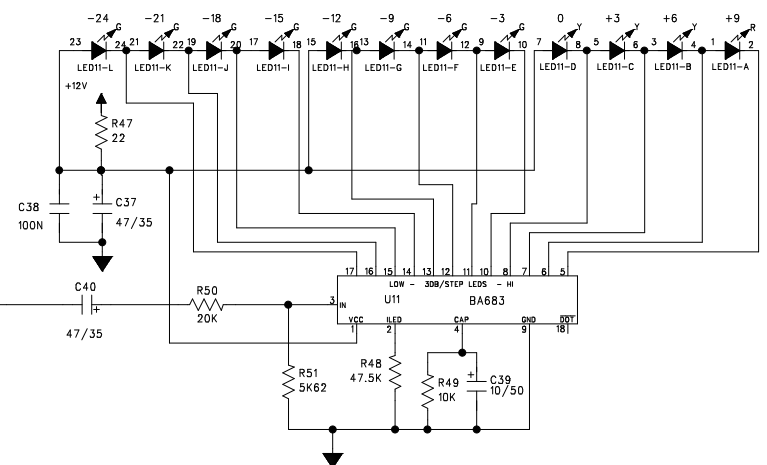 -24 -21 -18 -15 -12 -9 -6 -3 0 +3 +6 +9
G G G G G G G G Y Y Y R
23 24 21 22 19 20 17 18 15 16 13 14 11 12 9 10 7 8 5 6 3 4 1 2
LED11-L LED11-K LED11-J LED11-I LED11-H LED11-G LED11-F LED11-E LED11-D LED11-C LED11-B LED11-A
+12V
R47
22
C38
100N
+
C37
47/35
17 16 15 14 13 12 11 10 8 7 6 5
LOW - 3DB/STEP LEDS - HI
C40
+
47/35
R50
20K
3 IN
U11
BA683
VCC ILED CAP GND DOT
1 2 4 9 18
R51
5K62
R48
47.5K
R49
10K
+
C39
10/50